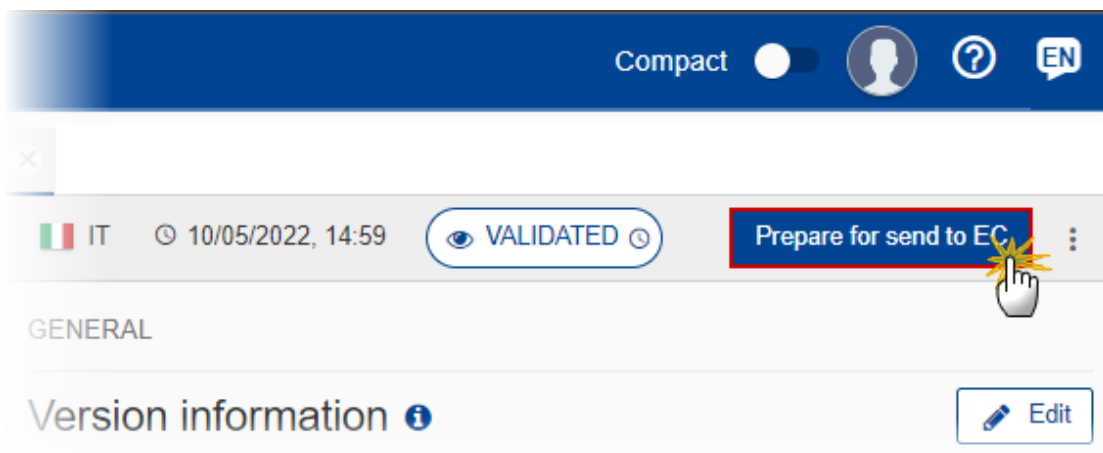 Compact EN
IT 10/05/2022, 14:59 VALIDATED Prepare for send to EC
GENERAL
Version information
Edit